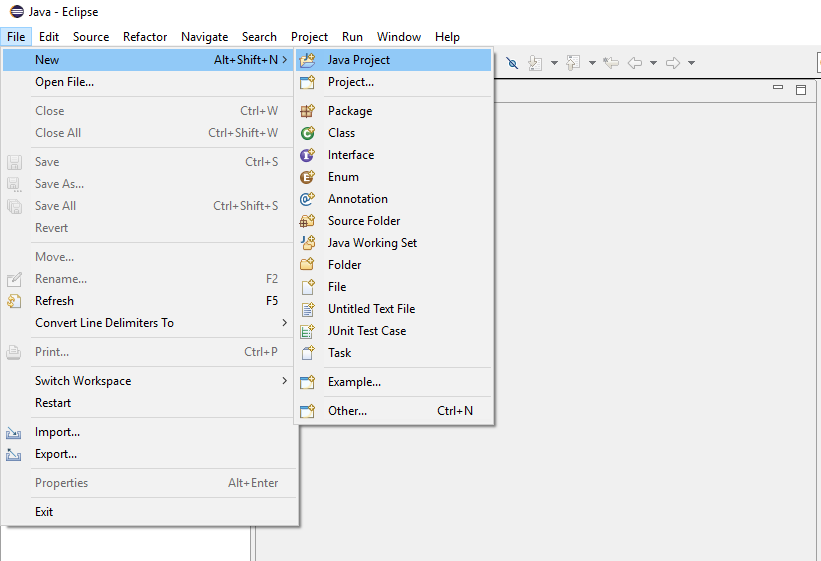 Java - Eclipse
File Edit Source Refactor Navigate Search Project Run Window Help
New Alt+Shift+N
Open File...
Close Ctrl+W
Close All Ctrl+Shift+W
Save Ctrl+S
Save As...
Save All Ctrl+Shift+S
Revert
Move...
Rename... F2
Refresh F5
Convert Line Delimiters To
Print... Ctrl+P
Switch Workspace
Restart
Import...
Export...
Properties Alt+Enter
Exit
Java Project
Project...
Package
Class
Interface
Enum
Annotation
Source Folder
Java Working Set
Folder
File
Untitled Text File
JUnit Test Case
Task
Example...
Other... Ctrl+N